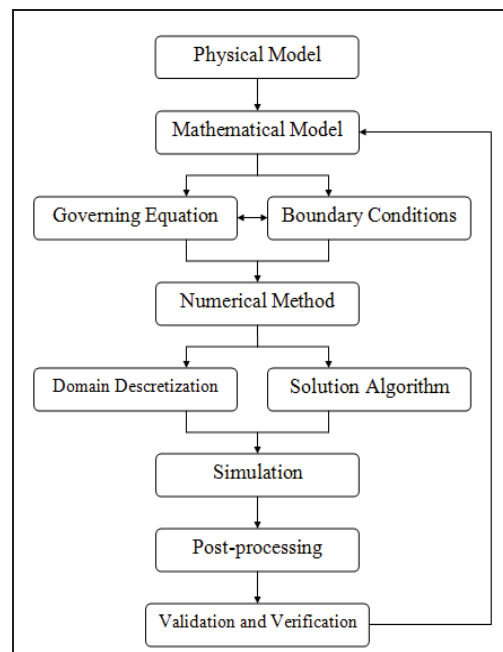 Physical Model
Mathematical Model
Governing Equation
Boundary Conditions
Numerical Method
Domain Descretization
Solution Algorithm
Simulation
Post-processing
Validation and Verification